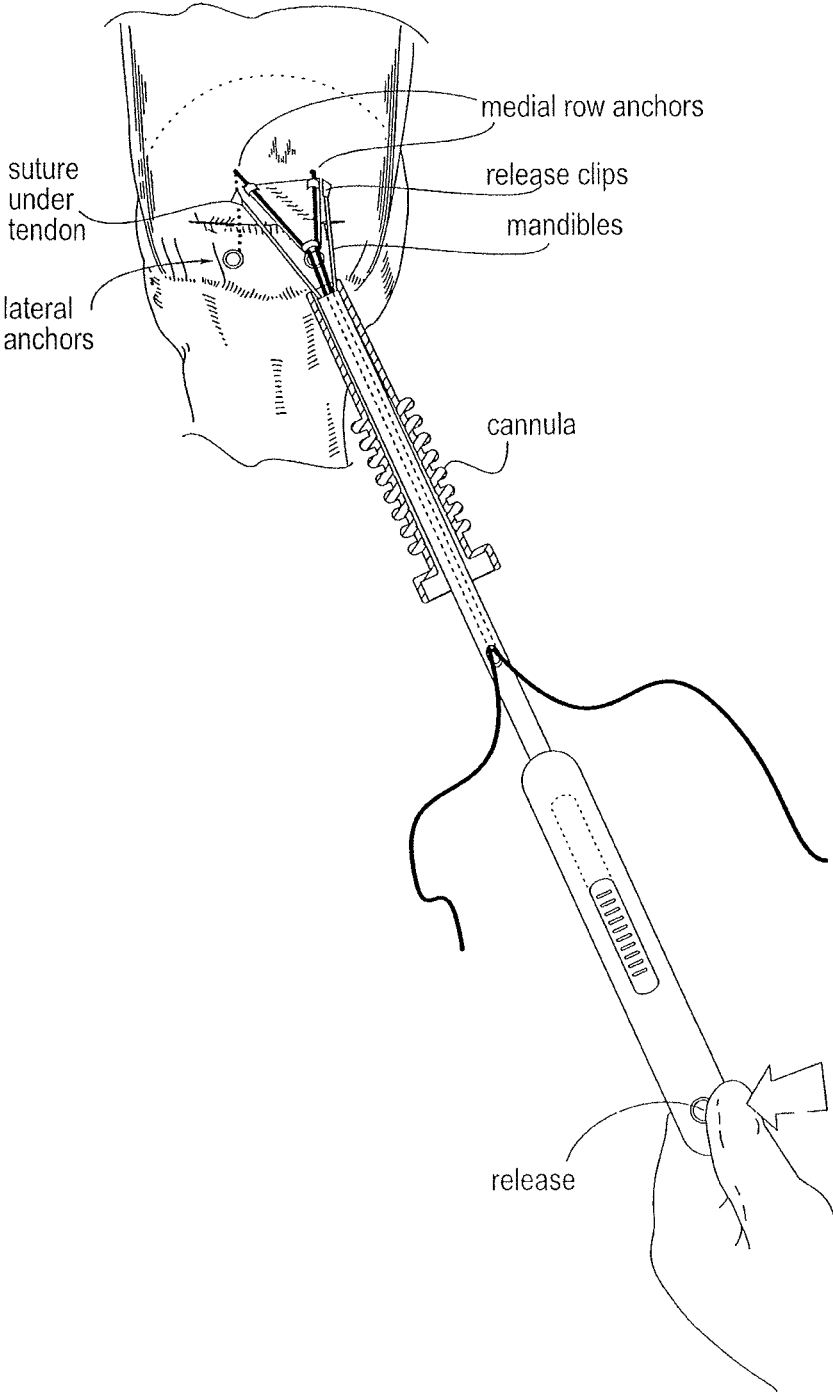 medial row anchors
suture
under
tendon
release clips
mandibles
lateral
anchors
cannula
release